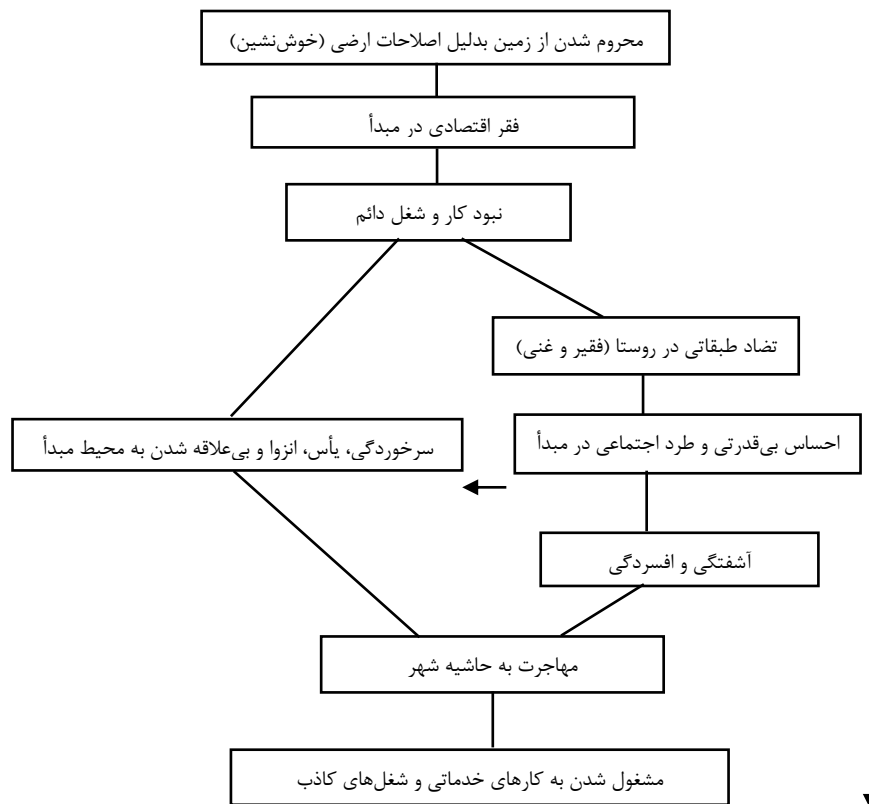 محروم شدن از زمین بدلیل اصلاحات ارضی (خوش‌نشین)
فقر اقتصادی در مبدأ
نبود کار و شغل دائم
تضاد طبقاتی در روستا (فقیر و غنی)
احساس بی‌قدرتی و طرد اجتماعی در مبدأ
سرخوردگی، یأس، انزوا و بی‌علاقه شدن به محیط مبدأ
آشفتگی و افسردگی
مهاجرت به حاشیه شهر
مشغول شدن به کارهای خدماتی و شغل‌های کاذب